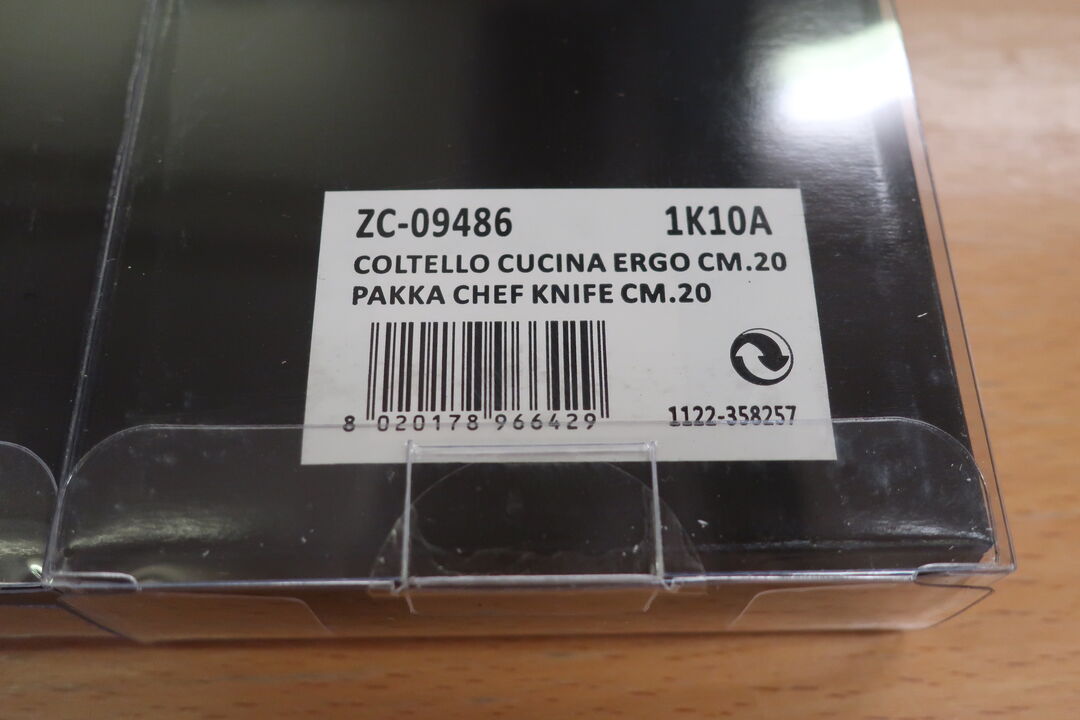 ZC-09486 1K10A
COLTELLO CUCINA ERGO CM.20
PAKKA CHEF KNIFE CM.20
8 020178 966429
1122-358257